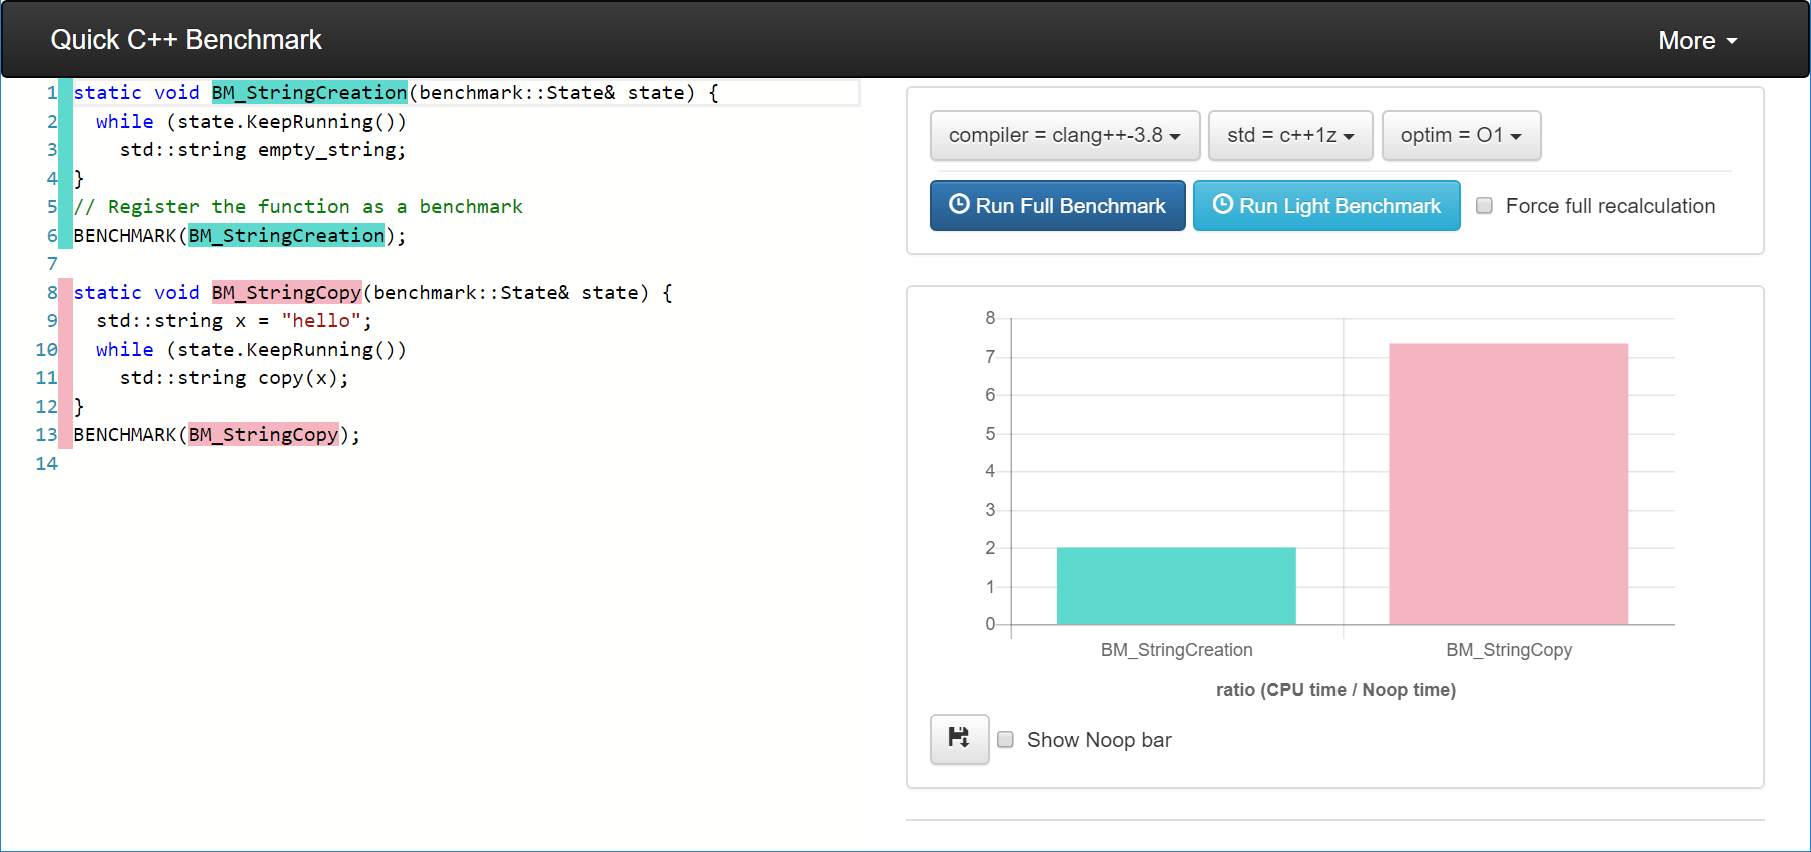 Quick C++ Benchmark
More
1 static void BM_StringCreation(benchmark::State& state) {
2   while (state.KeepRunning())
3     std::string empty_string;
4 }
5 // Register the function as a benchmark
6 BENCHMARK(BM_StringCreation);
7
8 static void BM_StringCopy(benchmark::State& state) {
9   std::string x = "hello";
10   while (state.KeepRunning())
11     std::string copy(x);
12 }
13 BENCHMARK(BM_StringCopy);
14
compiler = clang++-3.8
std = c++1z
optim = O1
Run Full Benchmark
Run Light Benchmark
Force full recalculation
8
7
6
5
4
3
2
1
0
BM_StringCreation
BM_StringCopy
ratio (CPU time / Noop time)
Show Noop bar